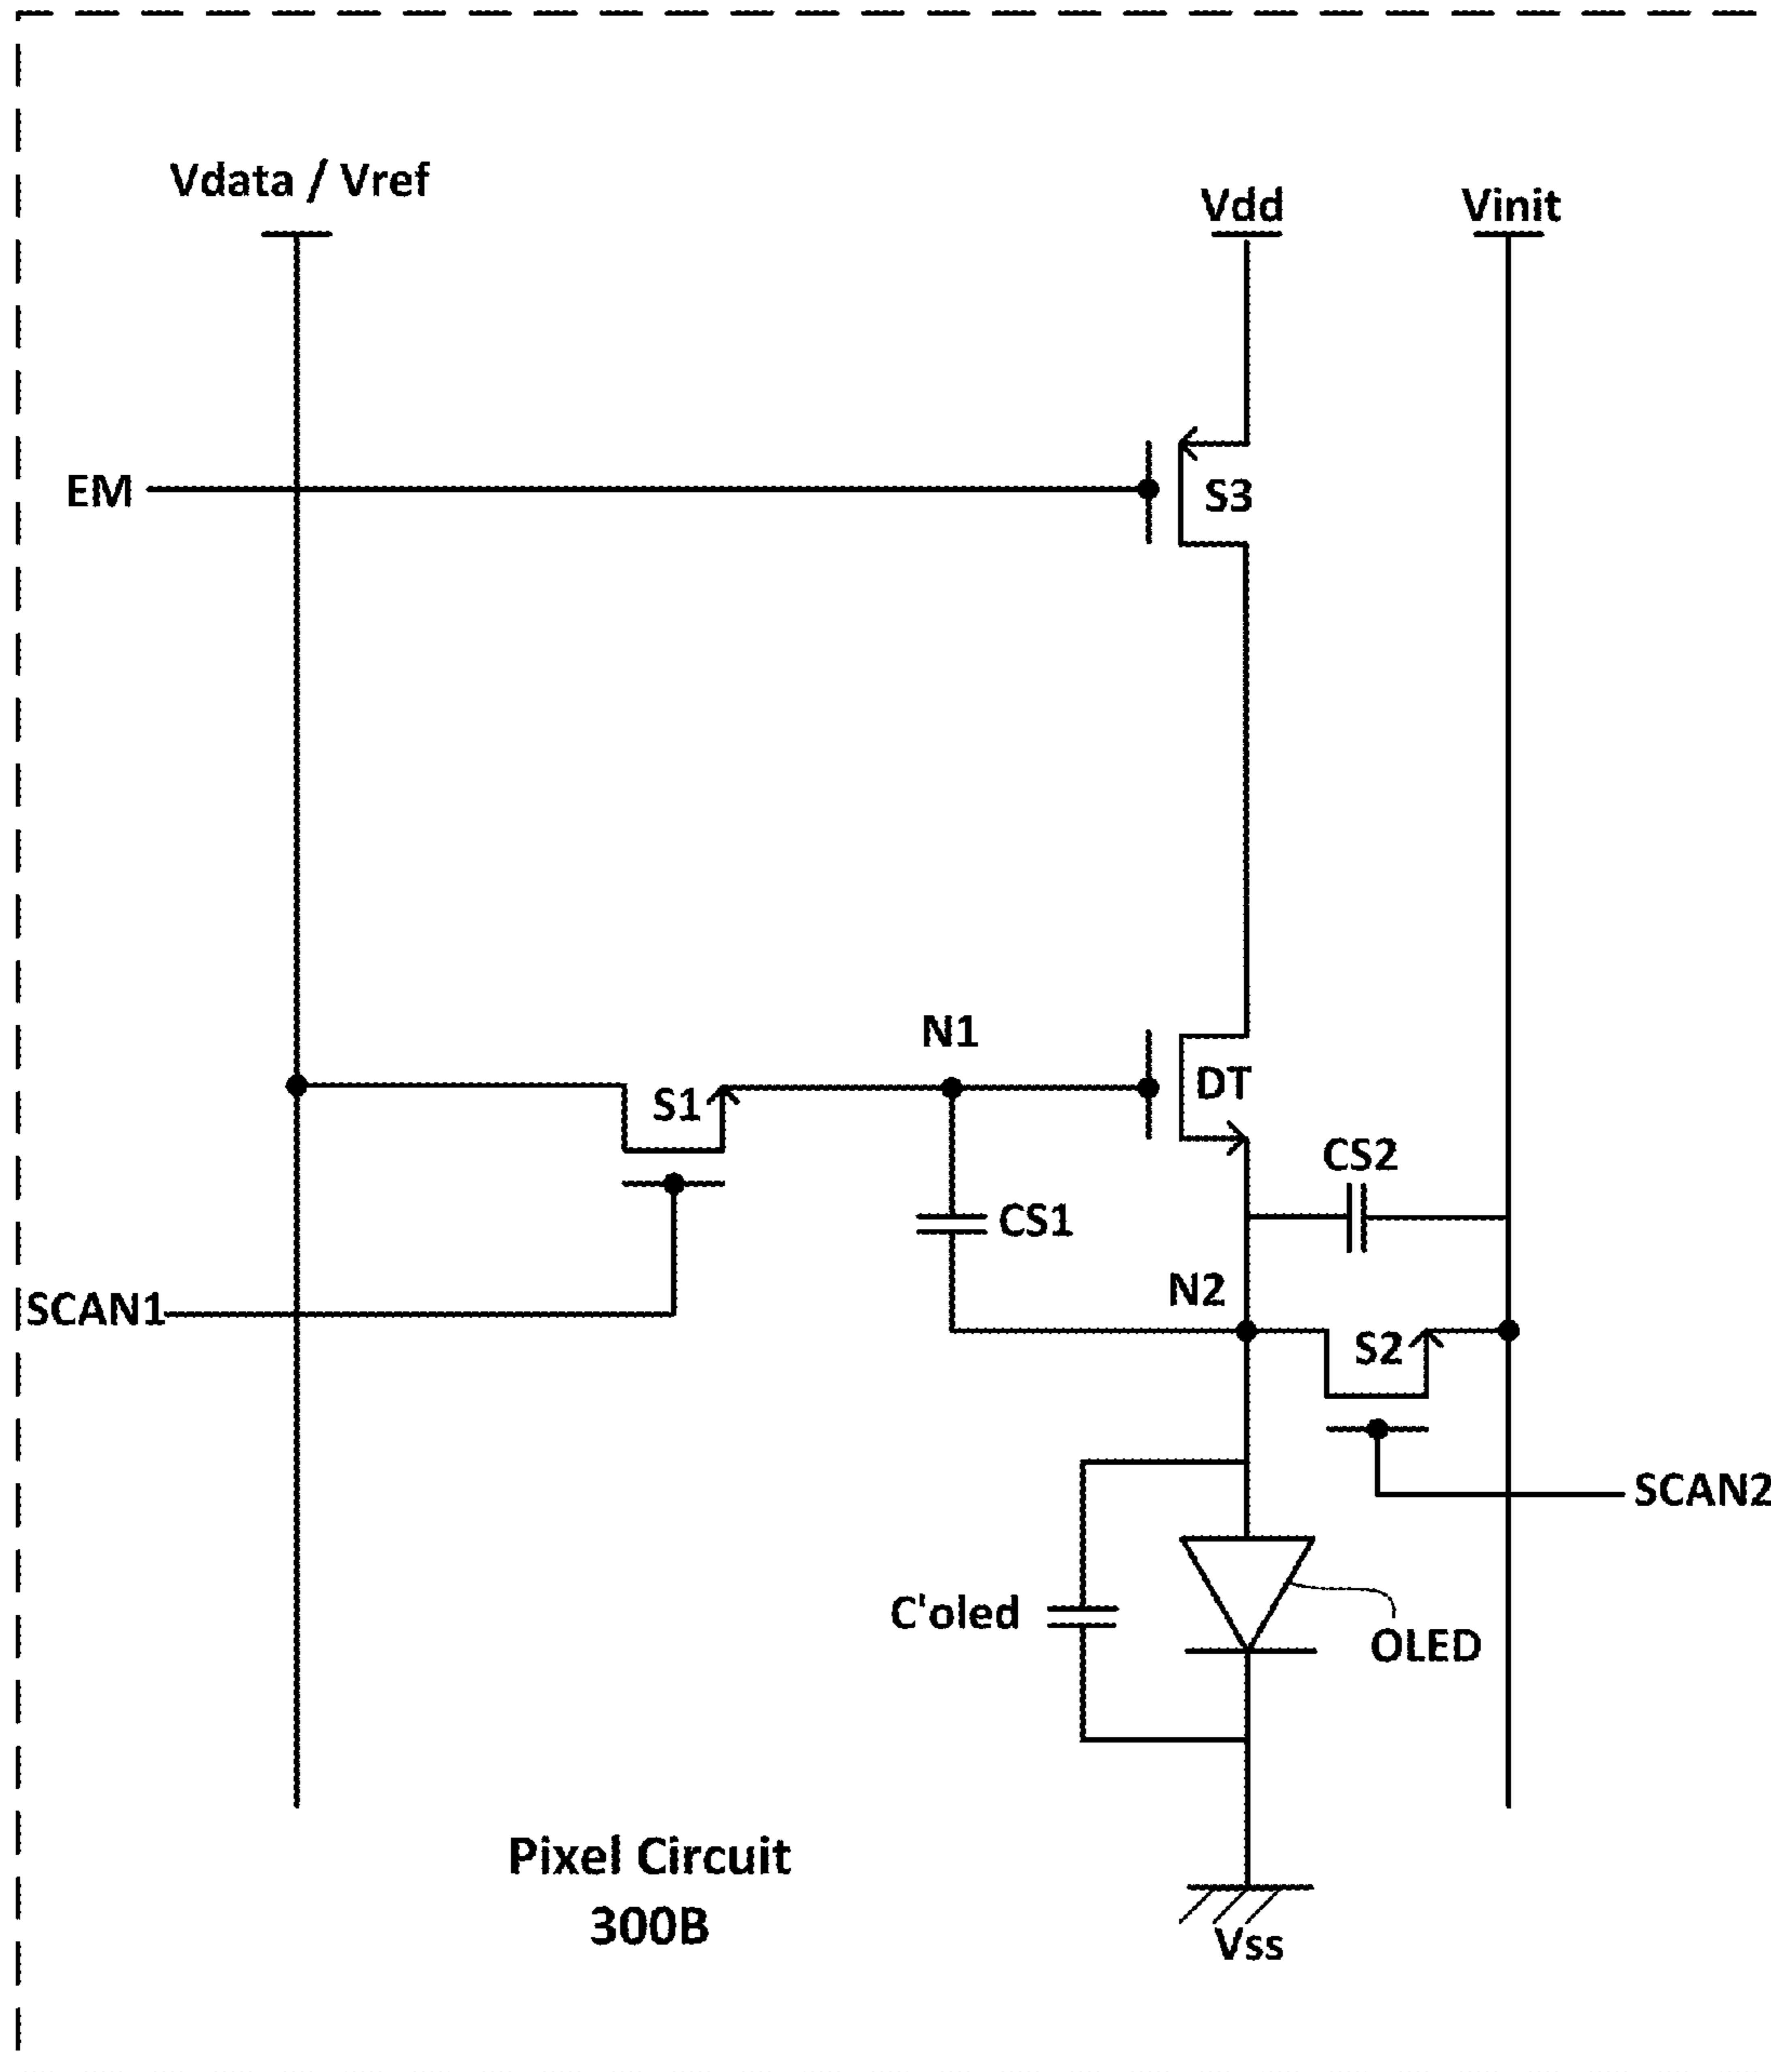 Vdata / Vref
Vdd
Vinit
EM
S3
N1
S1
DT
CS2
CS1
N2
SCAN1
S2
SCAN2
C'oled
OLED
Pixel Circuit
300B
Vss